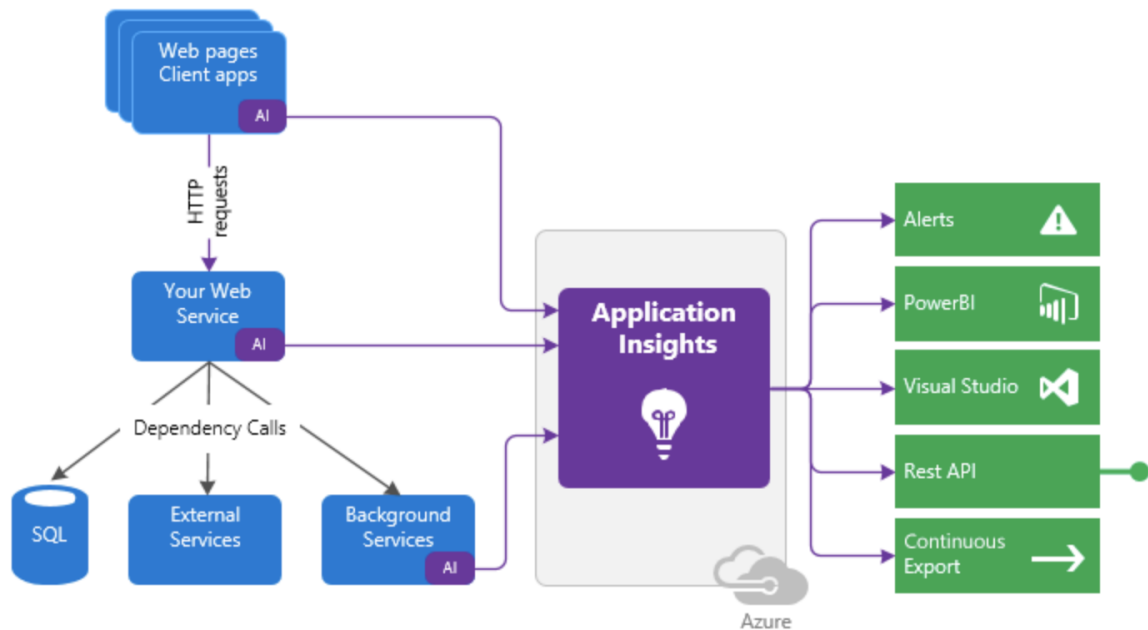 Web pages
Client apps
AI
HTTP
requests
Your Web
Service
AI
Dependency Calls
SQL
External
Services
Background
Services
AI
Application
Insights
Azure
Alerts
PowerBI
Visual Studio
Rest API
Continuous
Export